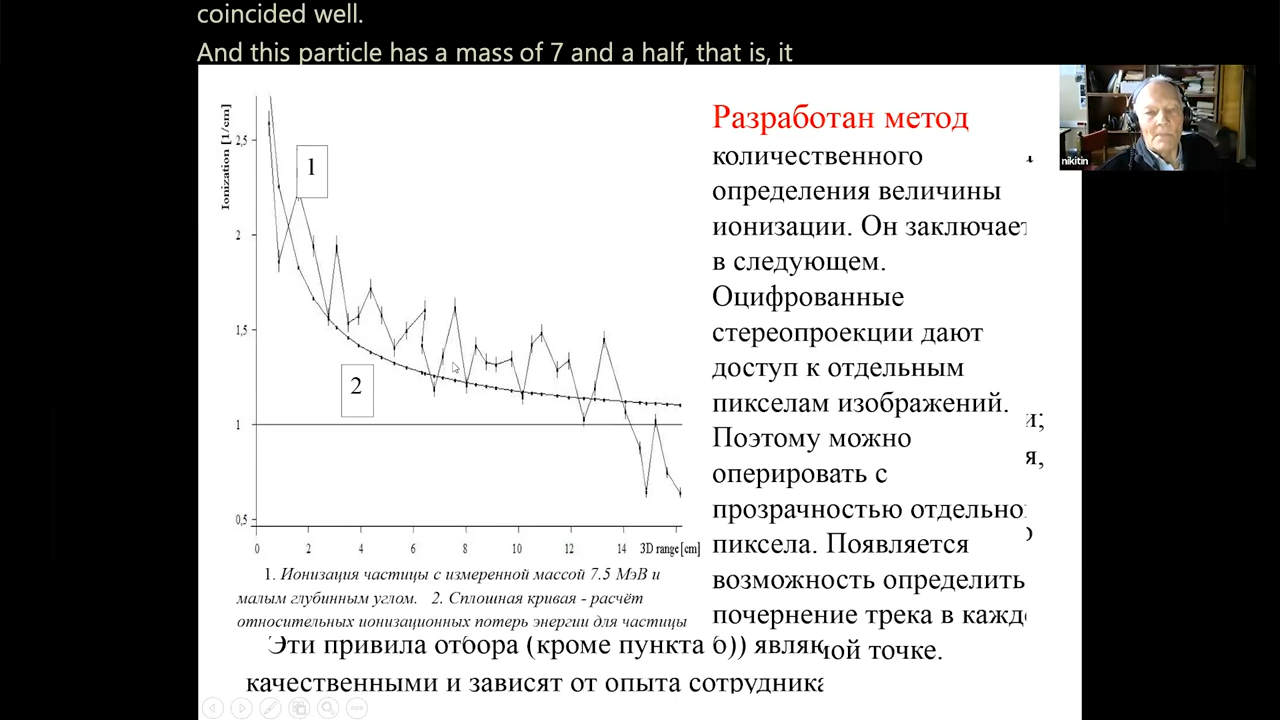 coincided well.
And this particle has a mass of 7 and a half, that is, it
nikitin
Ionization [1/cm]
2,5
2
1,5
1
0,5
1
2
0
2
4
6
8
10
12
14
3D range [cm]
1. Ионизация частицы с измеренной массой 7.5 МэВ и
малым глубинным углом. 2. Сплошная кривая - расчёт
относительных ионизационных потерь энергии для частицы
Эти привила отбора (кроме пункта 6)) являк
качественными и зависят от опыта сотрудника
Разработан метод
количественного
определения величины
ионизации. Он заключает
в следующем.
Оцифрованные
стереопроекции дают
доступ к отдельным
пикселам изображений.
и;
Поэтому можно
я,
оперировать с
прозрачностью отдельно
пиксела. Появляется
возможность определить
почернение трека в кажд
ной точке.